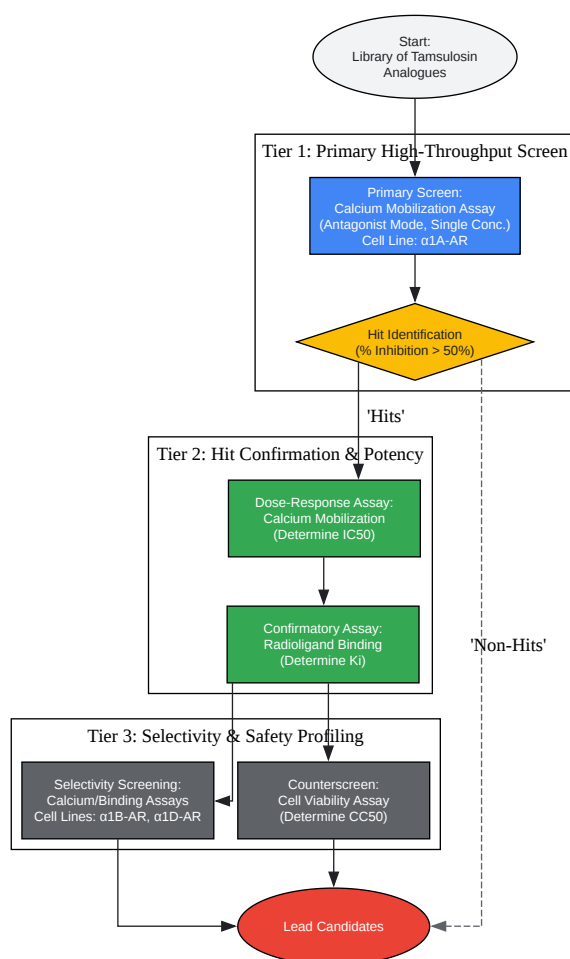 Start:
Library of Tamsulosin
Analogues
Tier 1: Primary High-Throughput Screen
Primary Screen:
Calcium Mobilization Assay
(Antagonist Mode, Single Conc.)
Cell Line: α1A-AR
Hit Identification
(% Inhibition > 50%)
'Hits'
Tier 2: Hit Confirmation & Potency
Dose-Response Assay:
Calcium Mobilization
(Determine IC50)
Confirmatory Assay:
Radioligand Binding
(Determine Ki)
'Non-Hits'
Tier 3: Selectivity & Safety Profiling
Selectivity Screening:
Calcium/Binding Assays
Cell Lines: α1B-AR, α1D-AR
Counterscreen:
Cell Viability Assay
(Determine CC50)
Lead Candidates